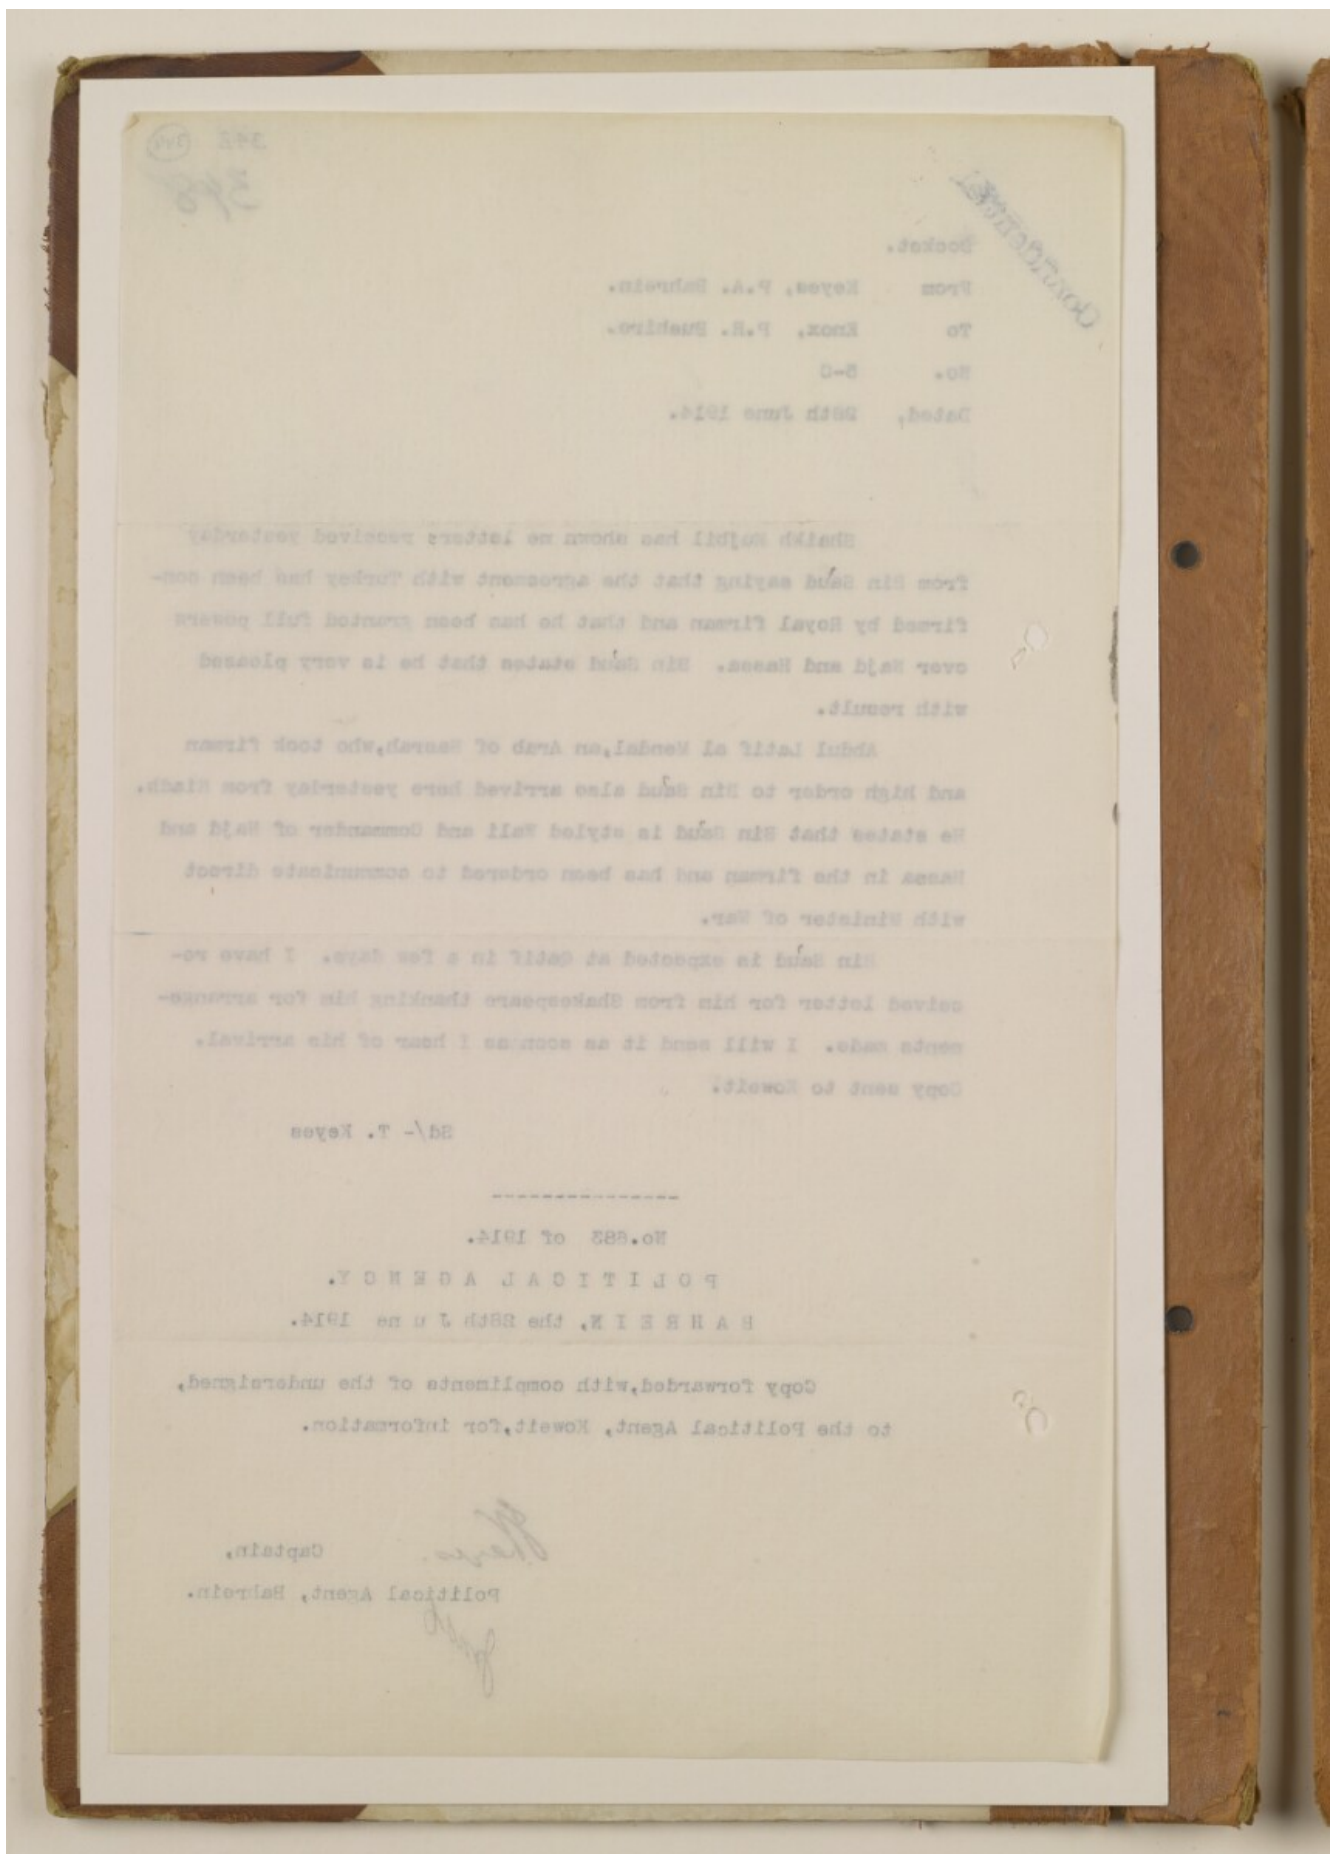 342
348
Confidential
Docket.
From Keyes, P.A. Bahrein.
To Knox, P.R. Bushire.
No. 5-C
Dated, 28th June 1914.
Shaikh Mujbil has shown me letters received yesterday
from Bin Saud saying that the agreement with Turkey has been con-
firmed by Royal firman and that he has been granted full powers
over Najd and Hassa. Bin Saud states that he is very pleased
with result.
Abdul Latif al Mendal,an Arab of Basrah,who took firman
and high order to Bin Saud also arrived here yesterday from Riadh.
He states that Bin Saud is styled Wali and Commander of Najd and
Hassa in the firman and has been ordered to communicate direct
with Minister of War.
Bin Saud is expected at Qatif in a few days. I have re-
ceived letter for him from Shakespeare thanking him for arrange-
ments made. I will send it as soon as I hear of his arrival.
Copy sent to Koweit.
Sd/- T. Keyes
---------------
No.683 of 1914.
POLITICAL AGENCY.
BAHREIN, the 28th June 1914.
Copy forwarded,with compliments of the undersigned,
to the Political Agent, Koweit,for information.
TKeyes
Captain,
Political Agent, Bahrein.